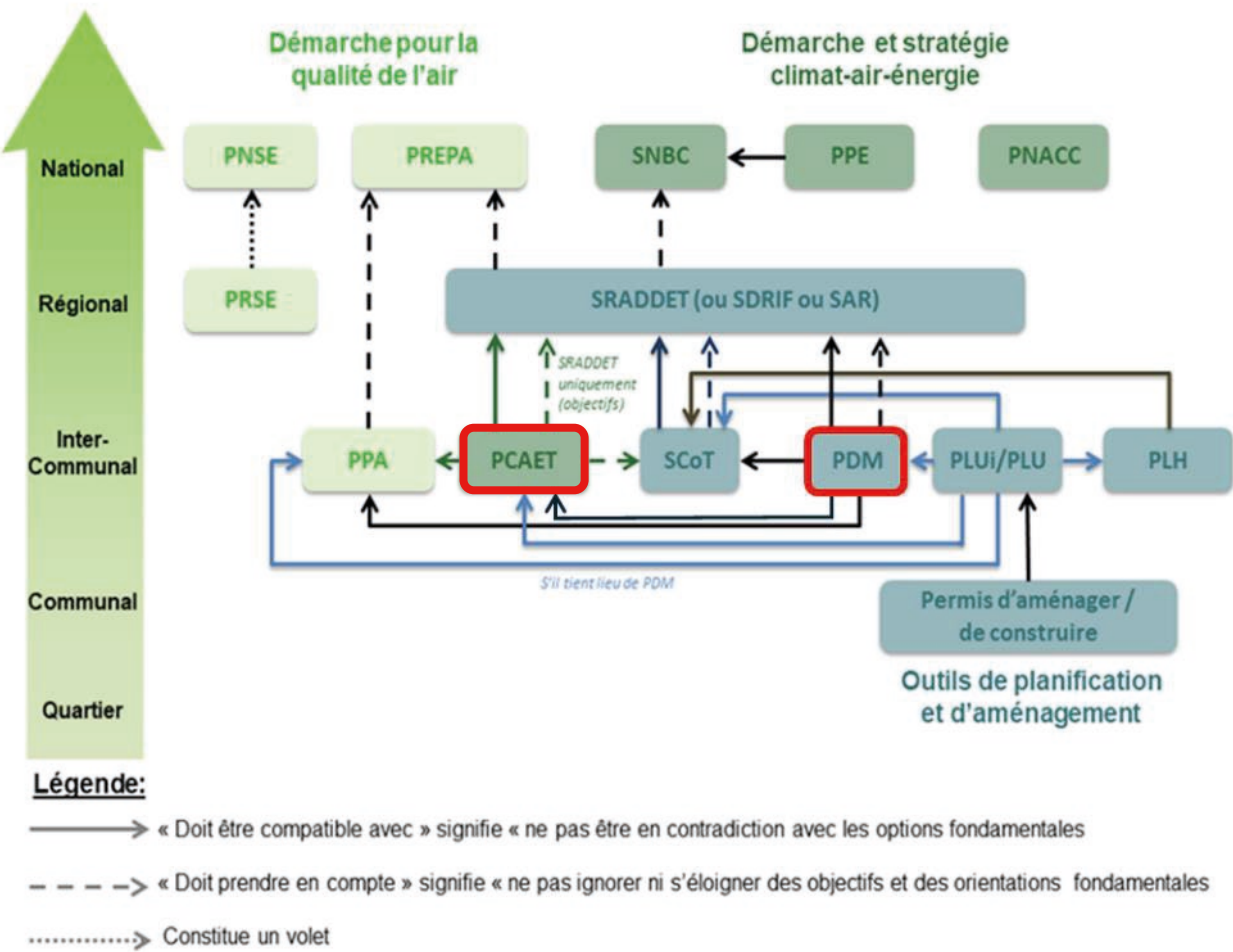 Démarche pour la
qualité de l'air
Démarche et stratégie
climat-air-énergie
National
PNSE
PREPA
SNBC
PPE
PNACC
Régional
PRSE
SRADDET (ou SDRIF ou SAR)
SRADDET
uniquement
(objectifs)
Inter-
Communal
PPA
PCAET
SCoT
PDM
PLUi/PLU
PLH
S'il tient lieu de PDM
Communal
Permis d'aménager /
de construire
Quartier
Outils de planification
et d'aménagement
Légende:
« Doit être compatible avec » signifie « ne pas être en contradiction avec les options fondamentales
« Doit prendre en compte » signifie « ne pas ignorer ni s'éloigner des objectifs et des orientations fondamentales
Constitue un volet